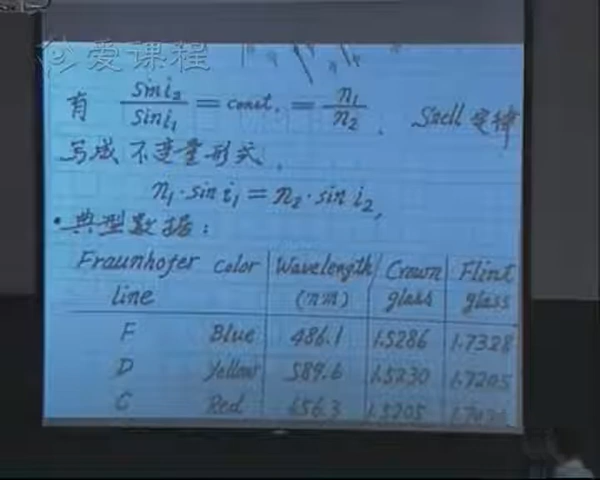 爱课程
有 sin i₂ / sin i₁ = const. = n₁ / n₂ . Snell 定律
写成 不变量形式,
n₁·sin i₁ = n₂·sin i₂,
• 典型数据:
Fraunhofer line color Wavelength (nm) Crown glass Flint glass
F Blue 486.1 1.5286 1.7328
D Yellow 589.6 1.5230 1.7205
C Red 656.3 1.5205